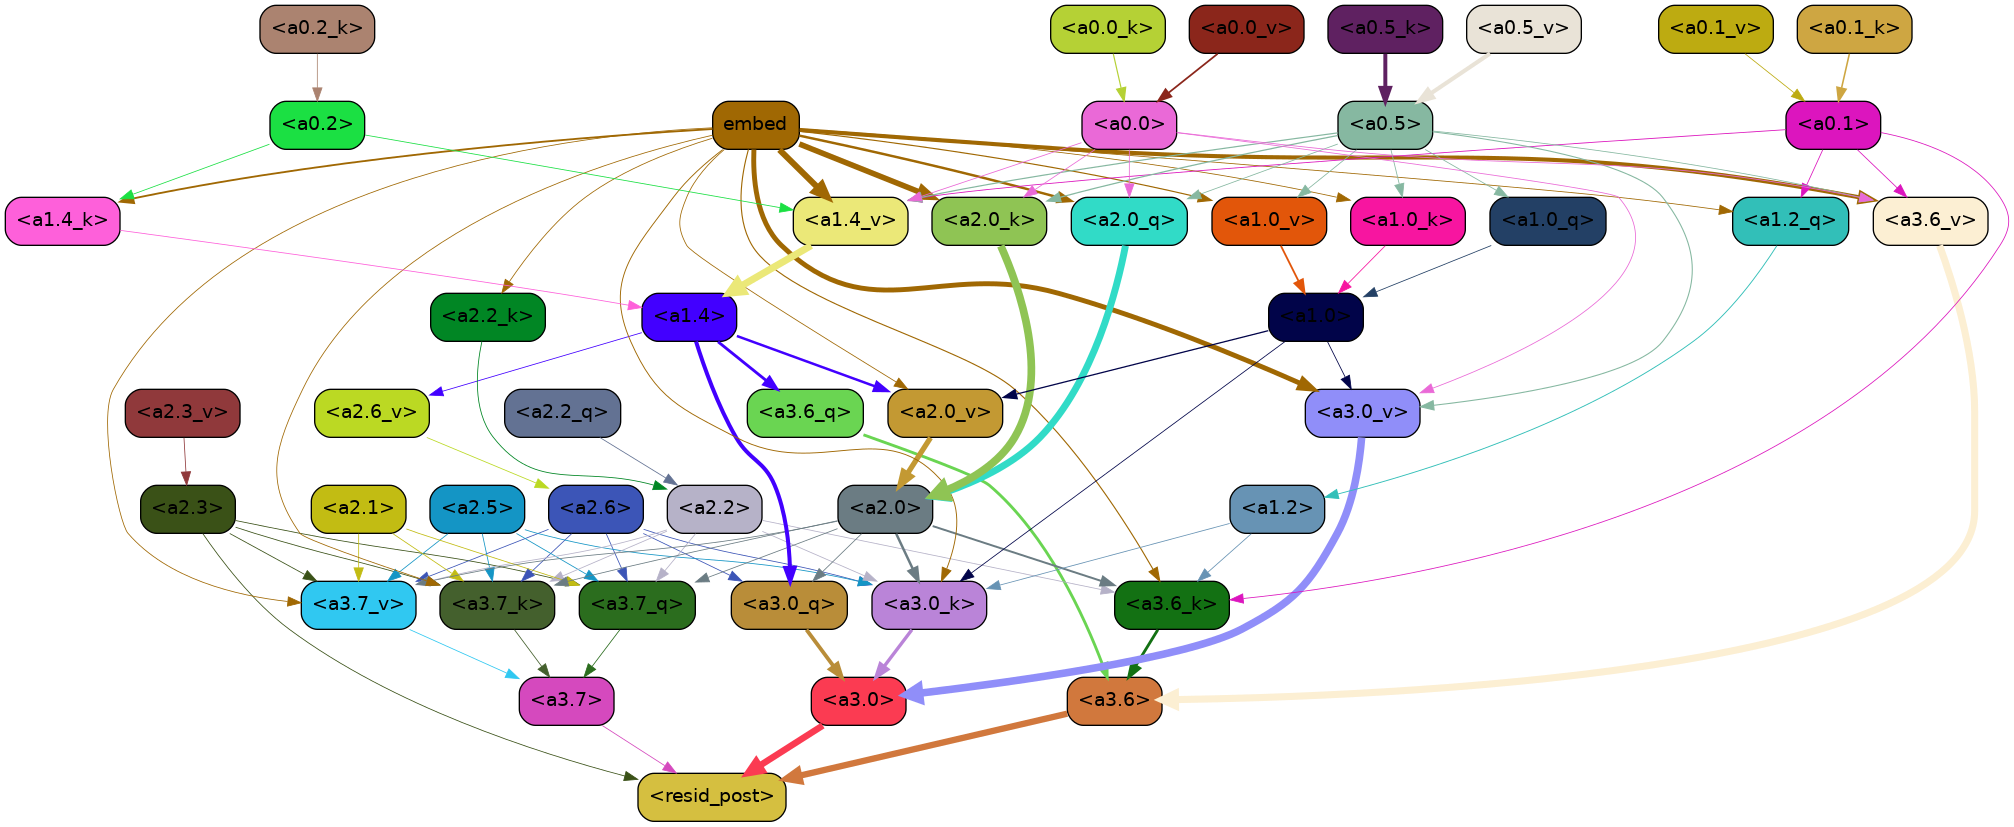 <a0.2_k>
<a0.0_k>
<a0.0_v>
<a0.5_k>
<a0.5_v>
<a0.1_v>
<a0.1_k>
<a0.2>
embed
<a0.0>
<a0.5>
<a0.1>
<a1.4_k>
<a1.4_v>
<a2.0_k>
<a2.0_q>
<a1.0_v>
<a1.0_k>
<a1.0_q>
<a1.2_q>
<a3.6_v>
<a2.2_k>
<a1.4>
<a1.0>
<a2.3_v>
<a2.6_v>
<a2.2_q>
<a3.6_q>
<a2.0_v>
<a3.0_v>
<a2.3>
<a2.1>
<a2.5>
<a2.6>
<a2.2>
<a2.0>
<a1.2>
<a3.7_v>
<a3.7_k>
<a3.7_q>
<a3.0_q>
<a3.0_k>
<a3.6_k>
<a3.7>
<a3.0>
<a3.6>
<resid_post>